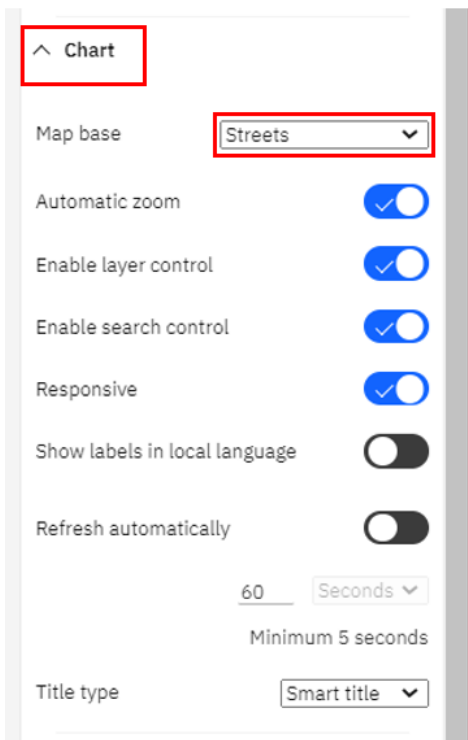 Chart
Map base Streets
Automatic zoom
Enable layer control
Enable search control
Responsive
Show labels in local language
Refresh automatically
60 Seconds
Minimum 5 seconds
Title type Smart title